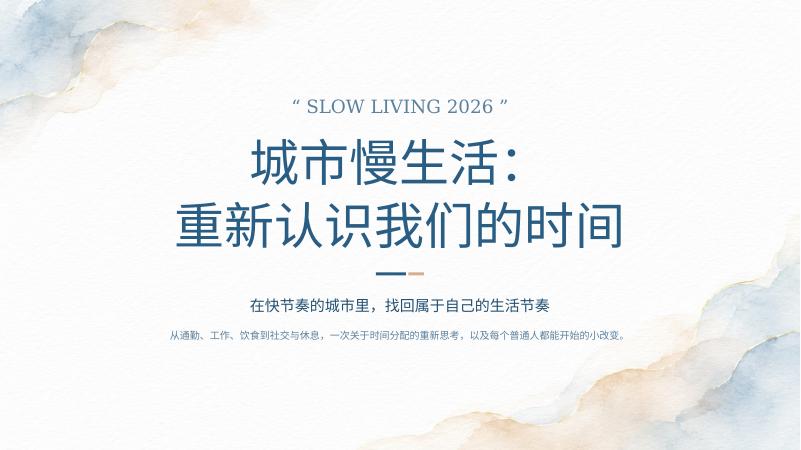 “ SLOW LIVING 2026 ”
城市慢生活：
重新认识我们的时间
在快节奏的城市里，找回属于自己的生活节奏
从通勤、工作、饮食到社交与休息，一次关于时间分配的重新思考，以及每个普通人都能开始的小改变。